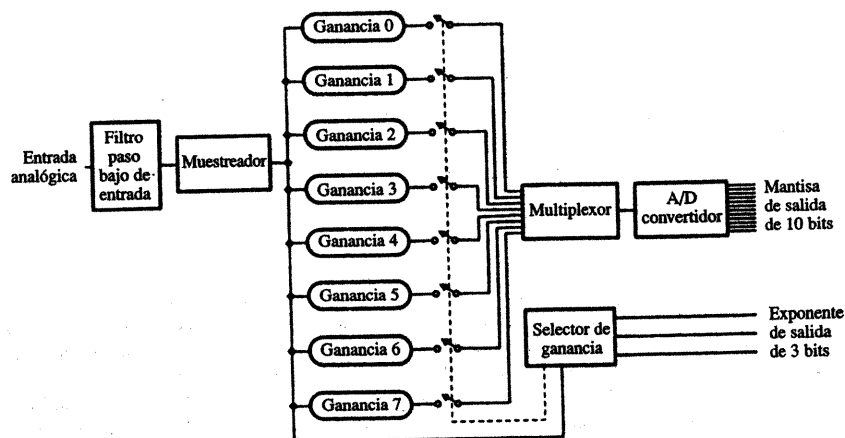 Entrada
analógica
Filtro
paso
bajo de
entrada
Muestreador
Ganancia 0
Ganancia 1
Ganancia 2
Ganancia 3
Ganancia 4
Ganancia 5
Ganancia 6
Ganancia 7
Multiplexor
A/D
convertidor
Mantisa
de salida
de 10 bits
Selector de
ganancia
Exponente
de salida
de 3 bits